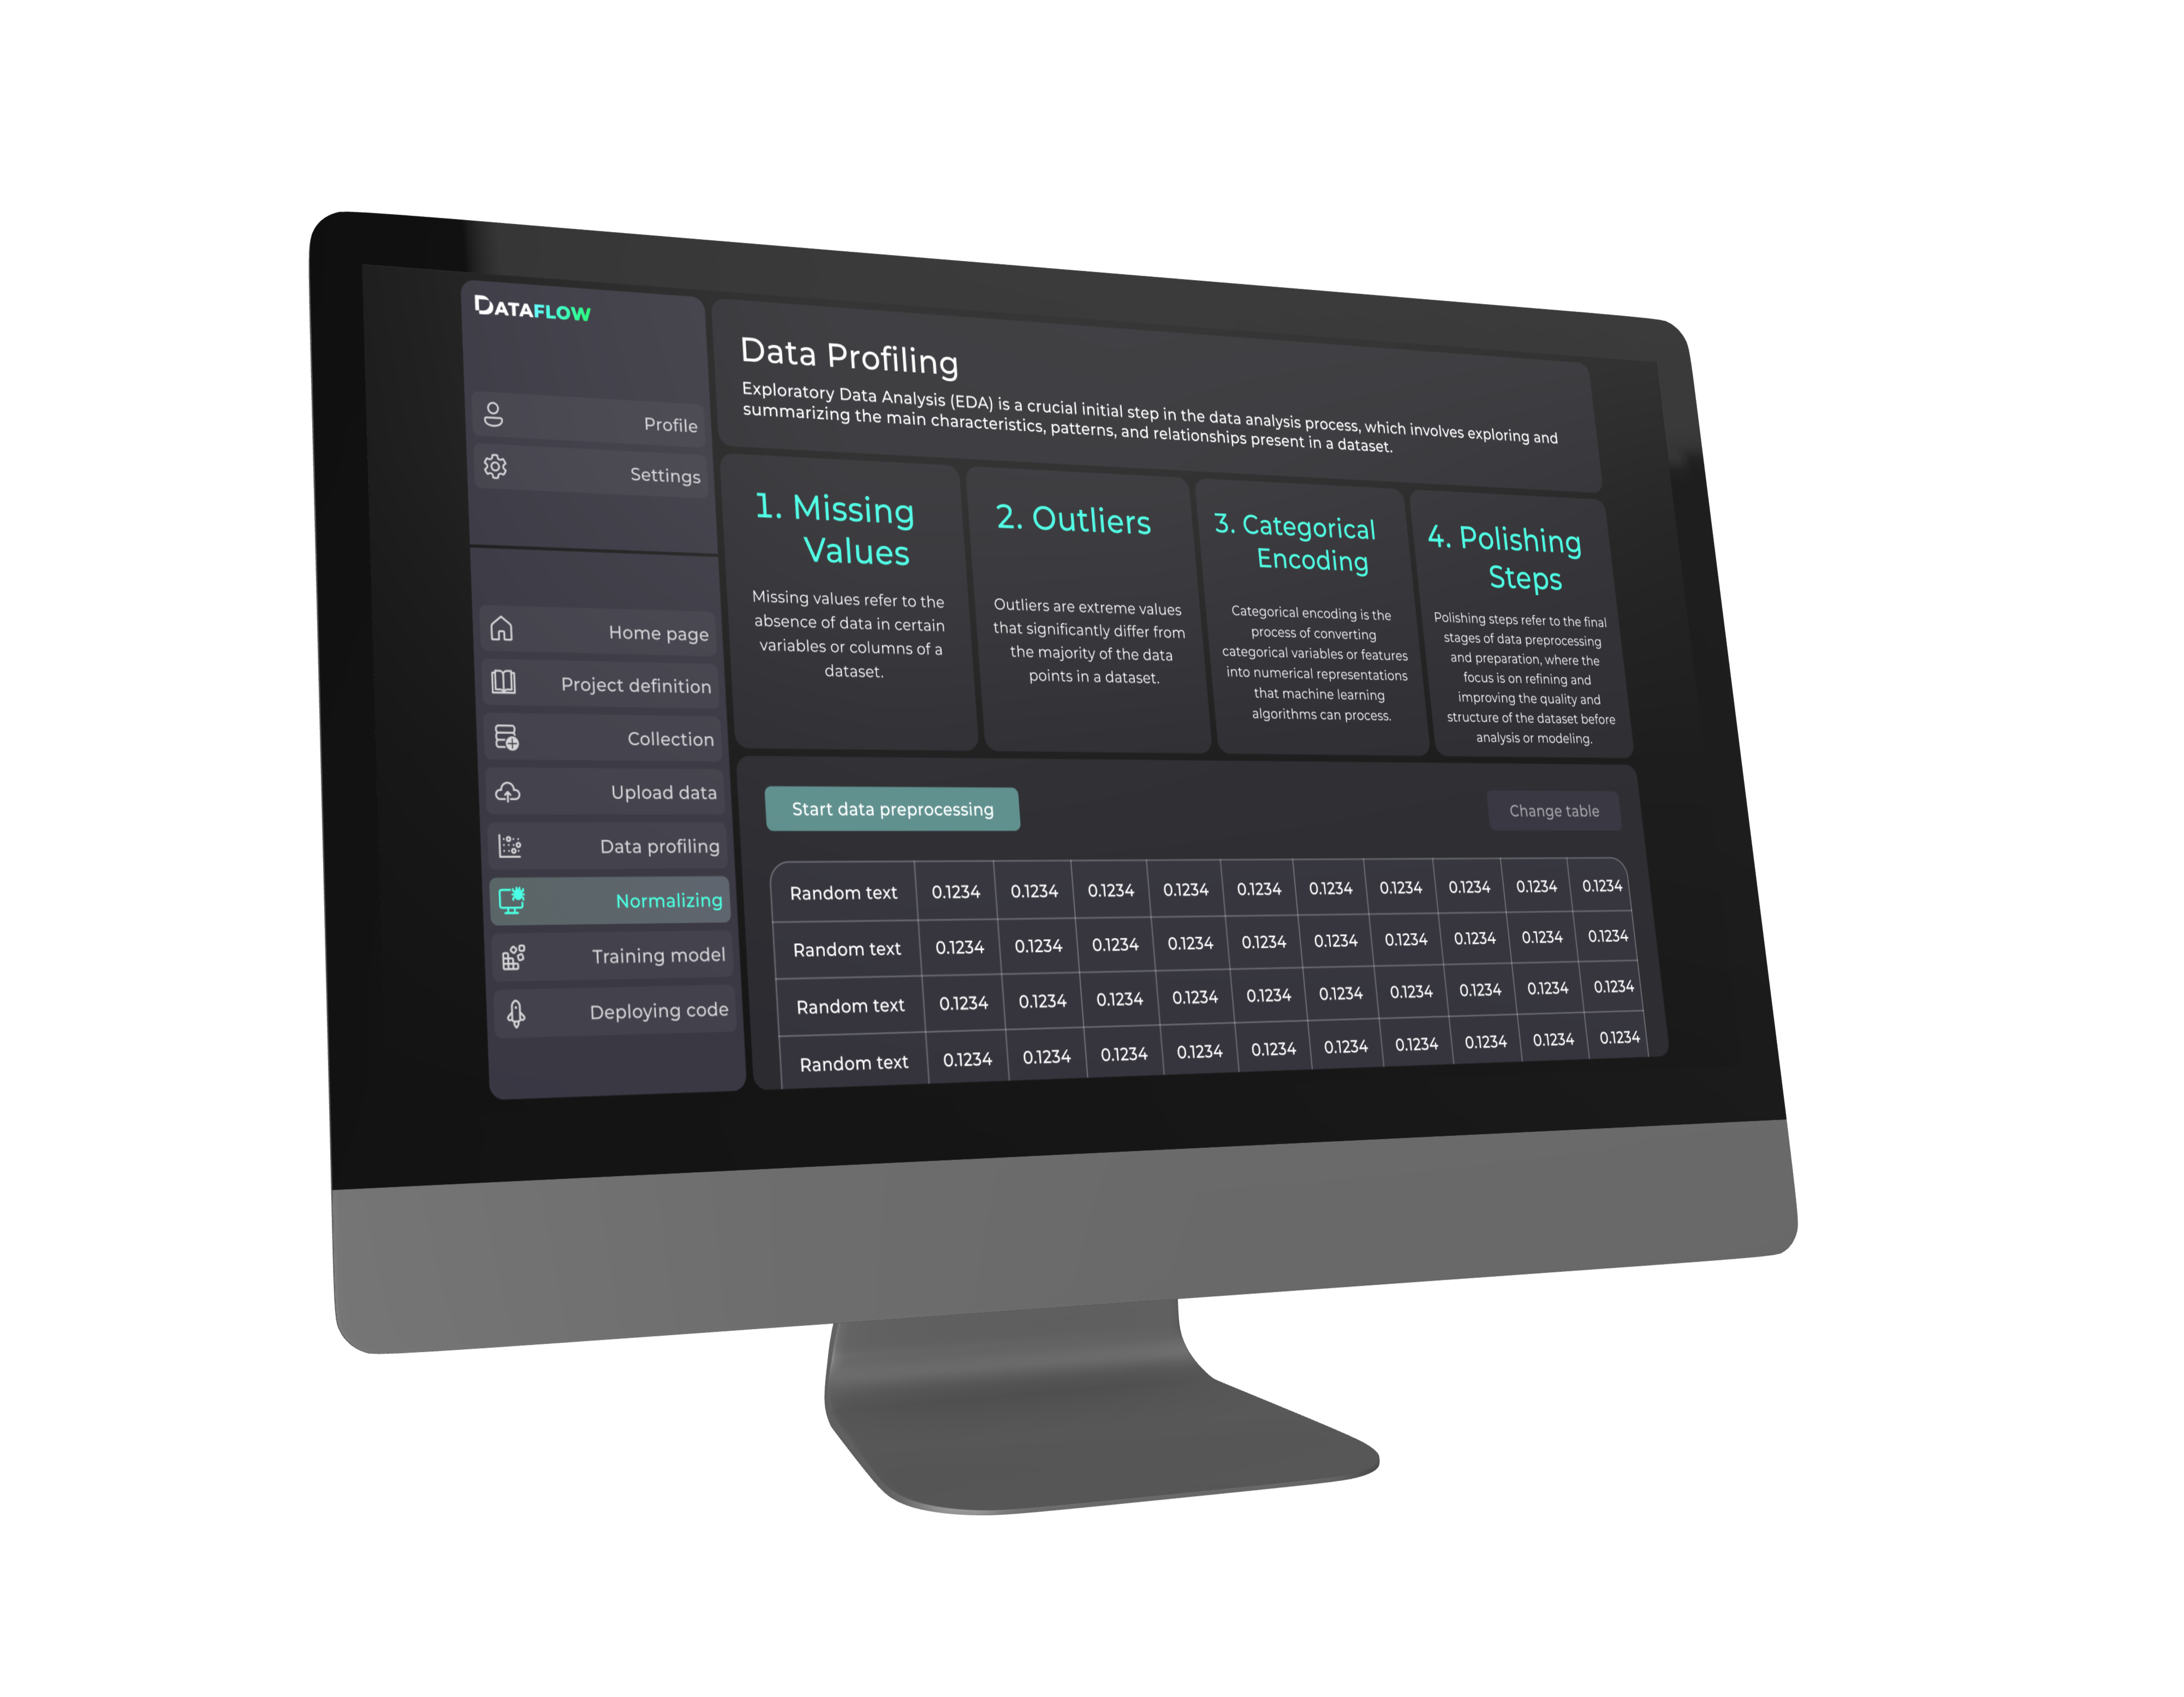 DATAFLOW
Profile
Settings
Home page
Project definition
Collection
Upload data
Data profiling
Normalizing
Training model
Deploying code
Data Profiling
Exploratory Data Analysis (EDA) is a crucial initial step in the data analysis process, which involves exploring and
summarizing the main characteristics, patterns, and relationships present in a dataset.
1. Missing
Values
Missing values refer to the
absence of data in certain
variables or columns of a
dataset.
2. Outliers
Outliers are extreme values
that significantly differ from
the majority of the data
points in a dataset.
3. Categorical
Encoding
Categorical encoding is the
process of converting
categorical variables or features
into numerical representations
that machine learning
algorithms can process.
4. Polishing
Steps
Polishing steps refer to the final
stages of data preprocessing
and preparation, where the
focus is on refining and
improving the quality and
structure of the dataset before
analysis or modeling.
Start data preprocessing
Change table
Random text 0.1234 0.1234 0.1234 0.1234 0.1234 0.1234 0.1234 0.1234 0.1234 0.1234
Random text 0.1234 0.1234 0.1234 0.1234 0.1234 0.1234 0.1234 0.1234 0.1234 0.1234
Random text 0.1234 0.1234 0.1234 0.1234 0.1234 0.1234 0.1234 0.1234 0.1234 0.1234
Random text 0.1234 0.1234 0.1234 0.1234 0.1234 0.1234 0.1234 0.1234 0.1234 0.1234